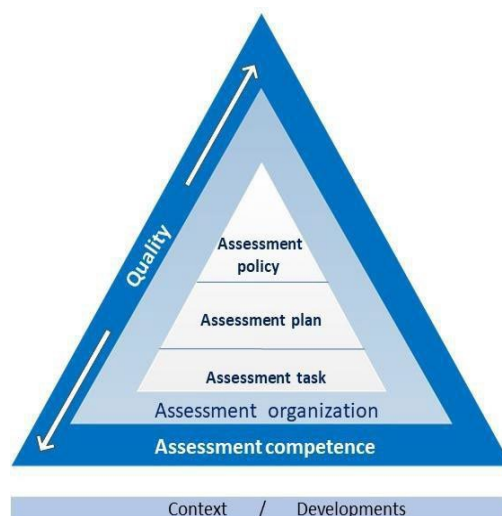 Quality
Assessment
policy
Assessment plan
Assessment task
Assessment organization
Assessment competence
Context / Developments